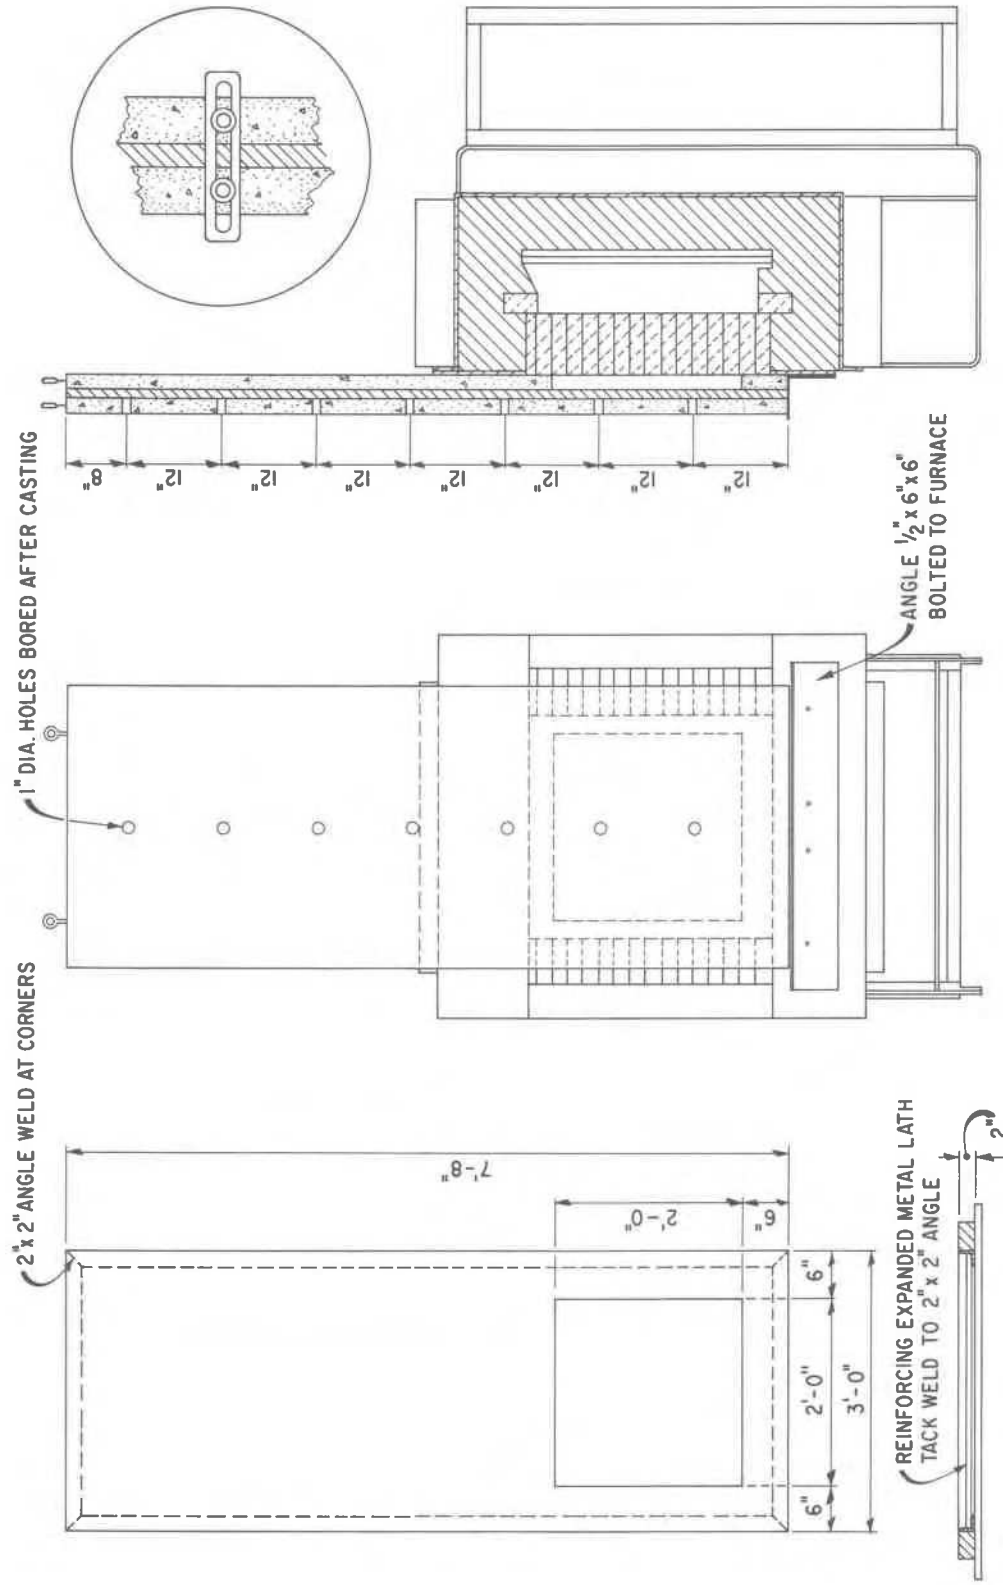 2"x 2" ANGLE WELD AT CORNERS
7'-8"
2'-0"
6"
6"
2'-0"
6"
3'-0"
REINFORCING EXPANDED METAL LATH
TACK WELD TO 2" x 2" ANGLE
2"
1" DIA. HOLES BORED AFTER CASTING
ANGLE 1/2" x 6" x 6"
BOLTED TO FURNACE
8"
12"
12"
12"
12"
12"
12"
12"